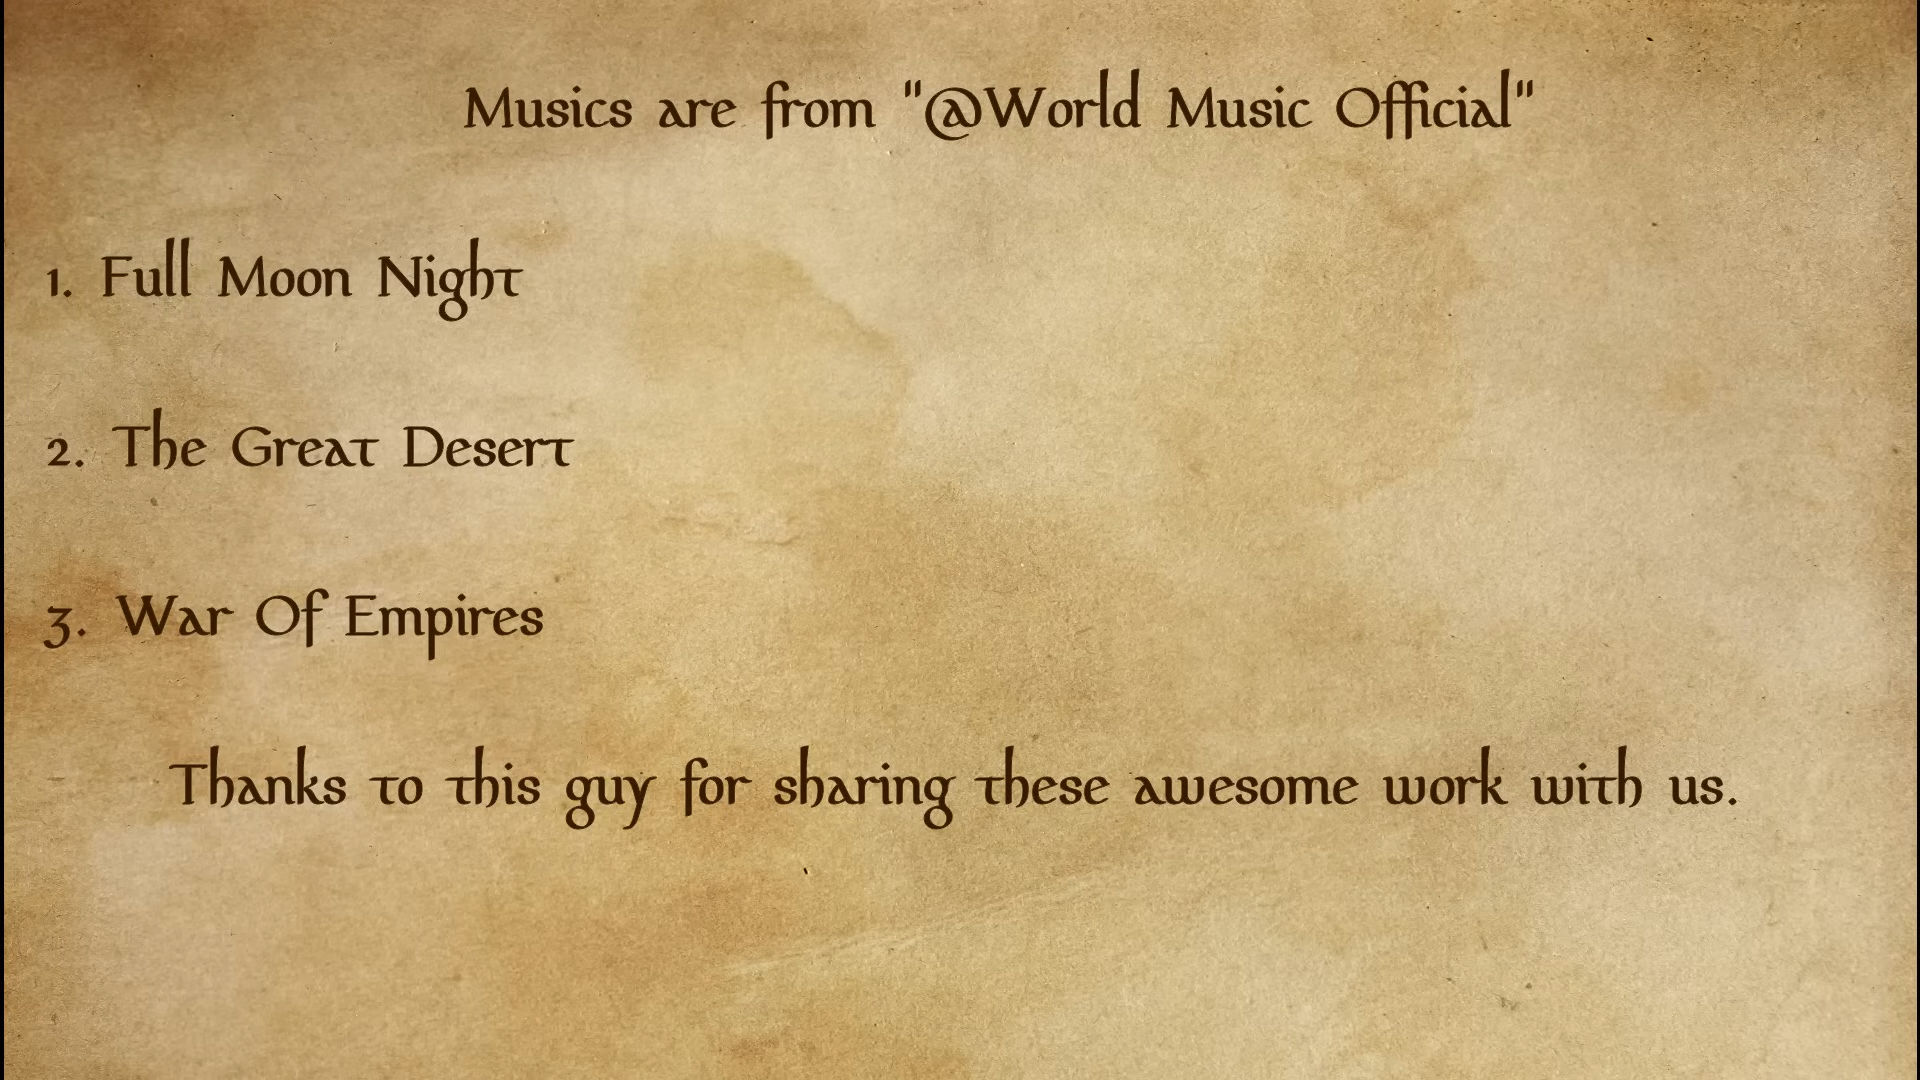 Musics are from "@World Music Official"
1. Full Moon Night
2. The Great Desert
3. War Of Empires
Thanks to this guy for sharing these awesome work with us.